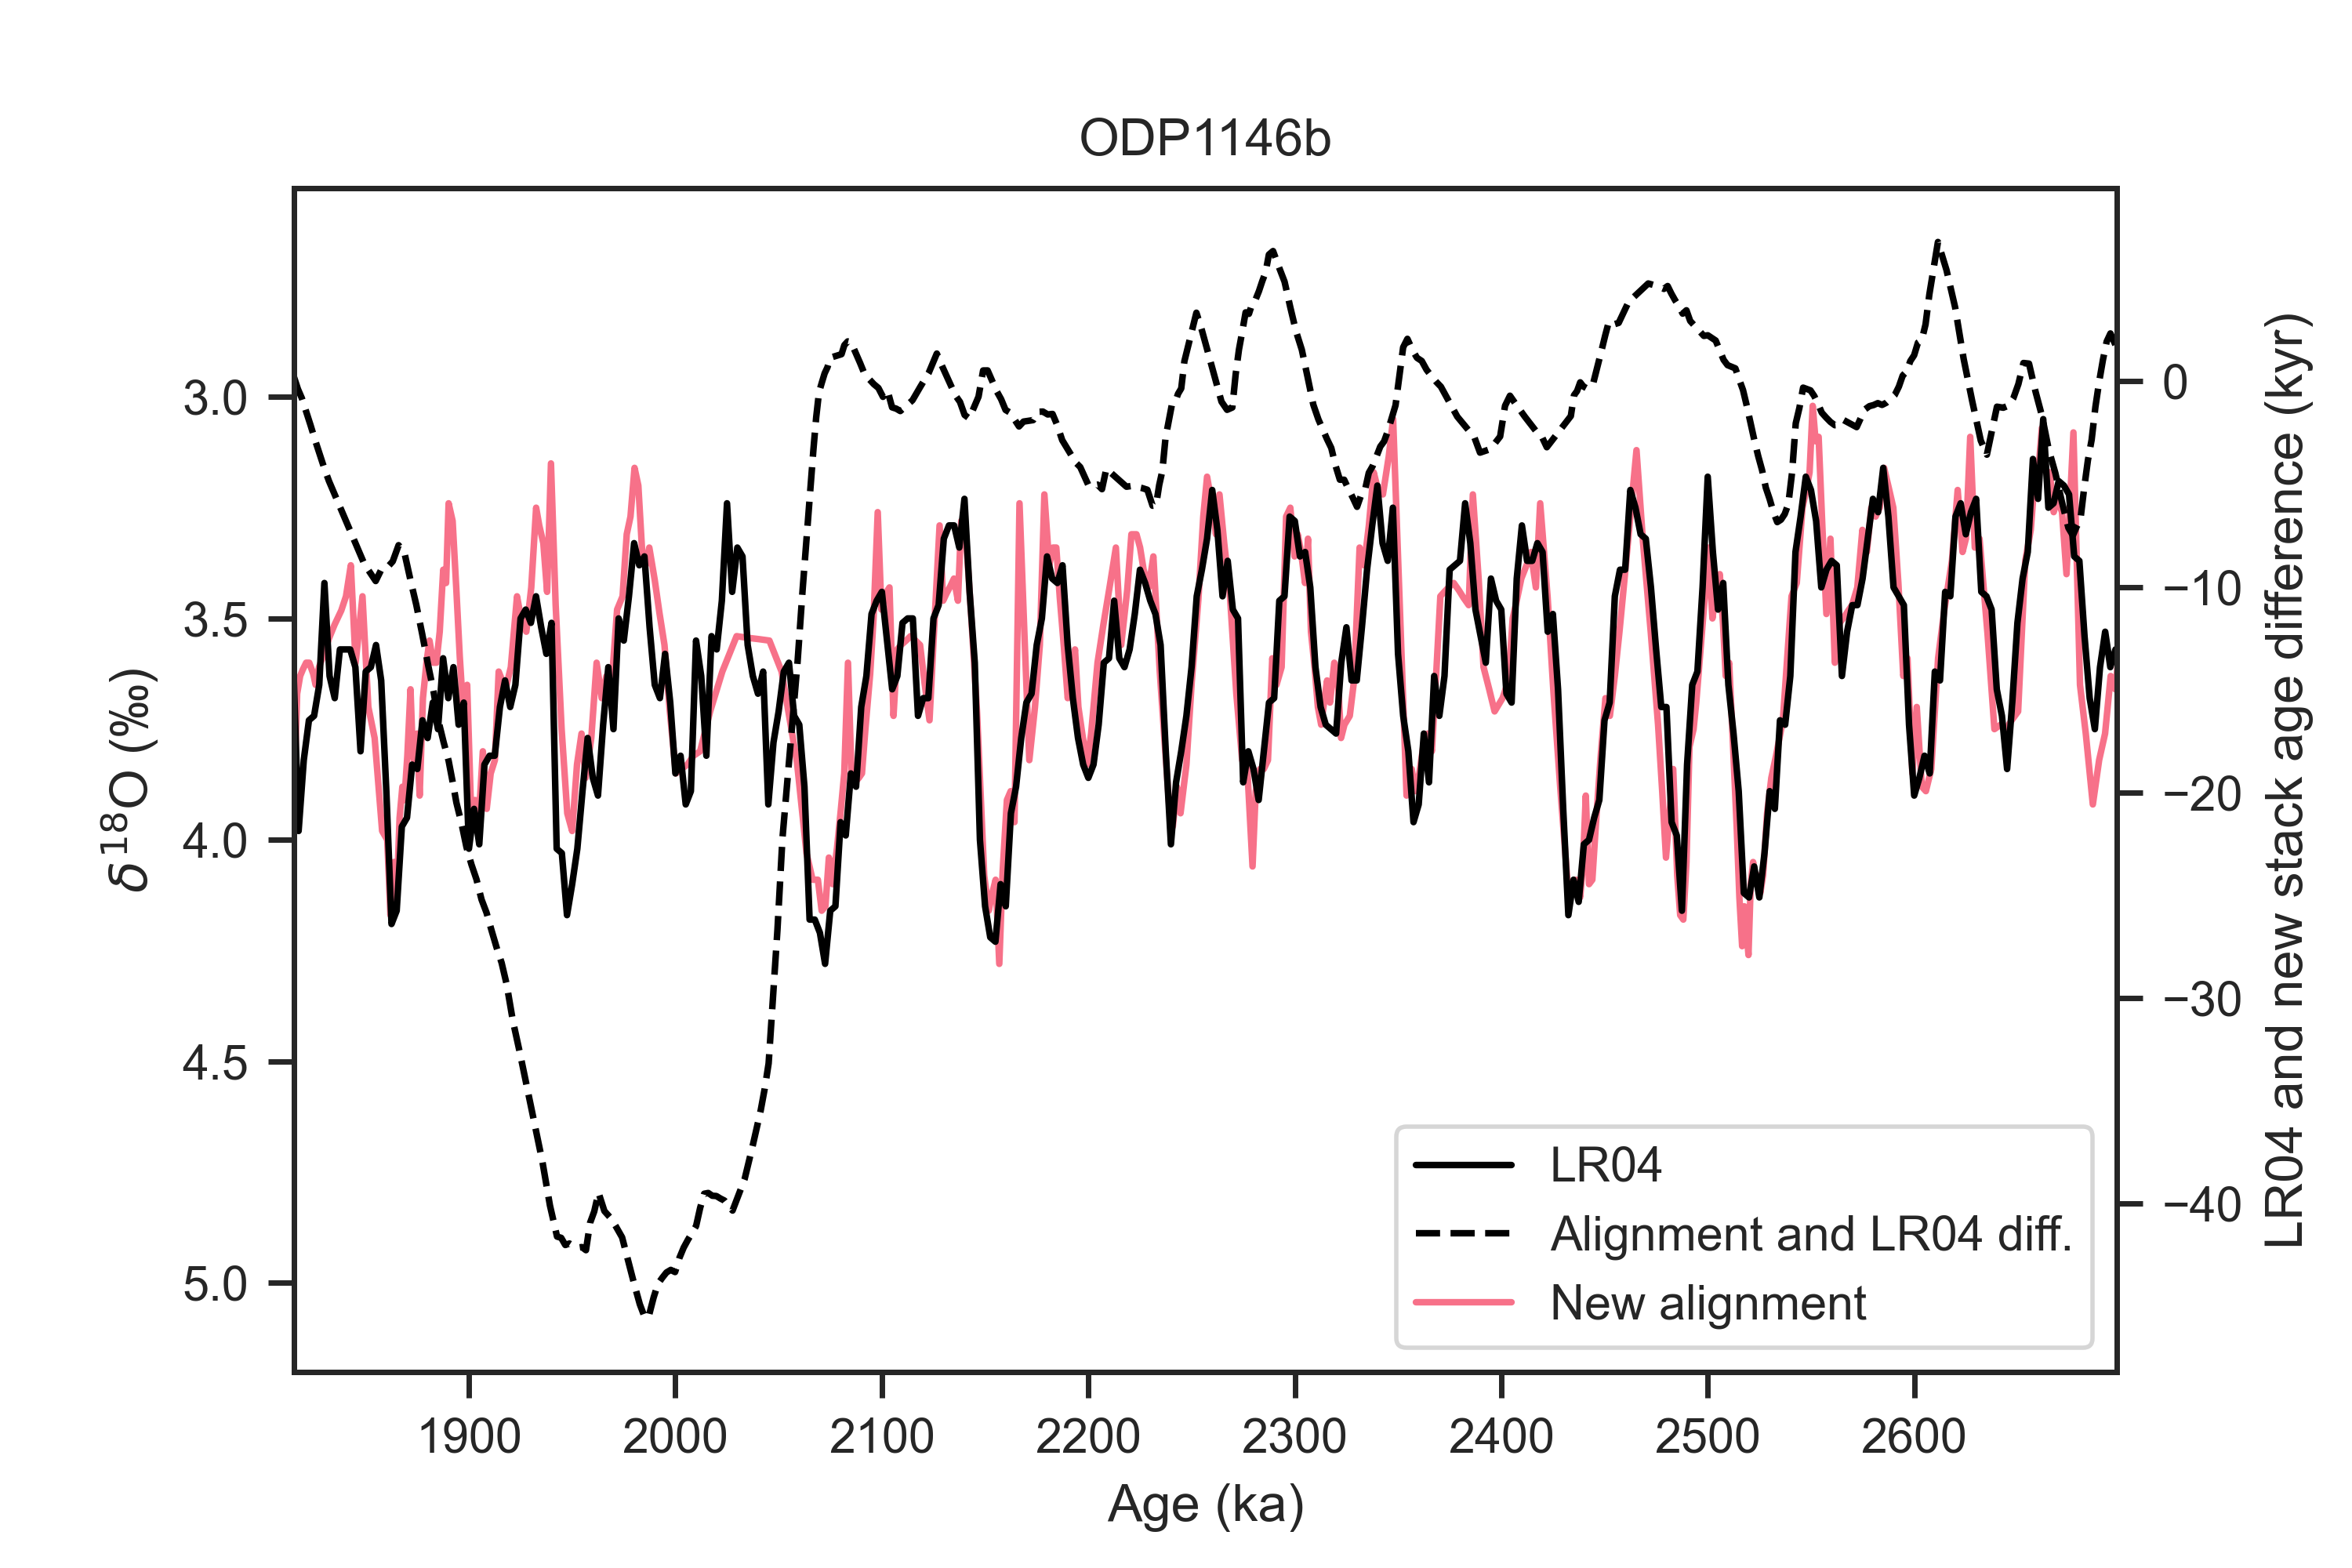 ODP1146b
3.0
3.5
4.0
4.5
5.0
δ¹⁸O (‰)
0
−10
−20
−30
−40
LR04 and new stack age difference (kyr)
LR04
Alignment and LR04 diff.
New alignment
1900 2000 2100 2200 2300 2400 2500 2600
Age (ka)